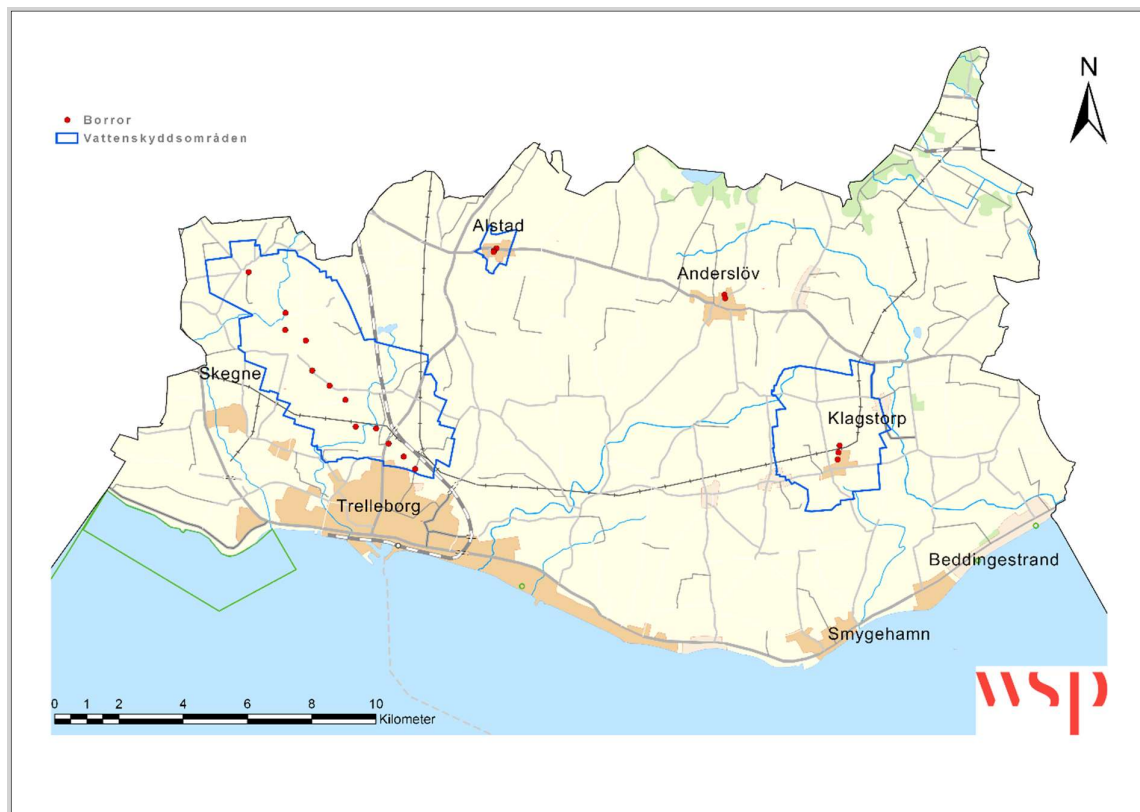 N
Borror
Vattenskyddsområden
Alstad
Anderslöv
Skegne
Klagstorp
Trelleborg
Beddingestrand
Smygehamn
wsp
0 1 2 4 6 8 10
Kilometer